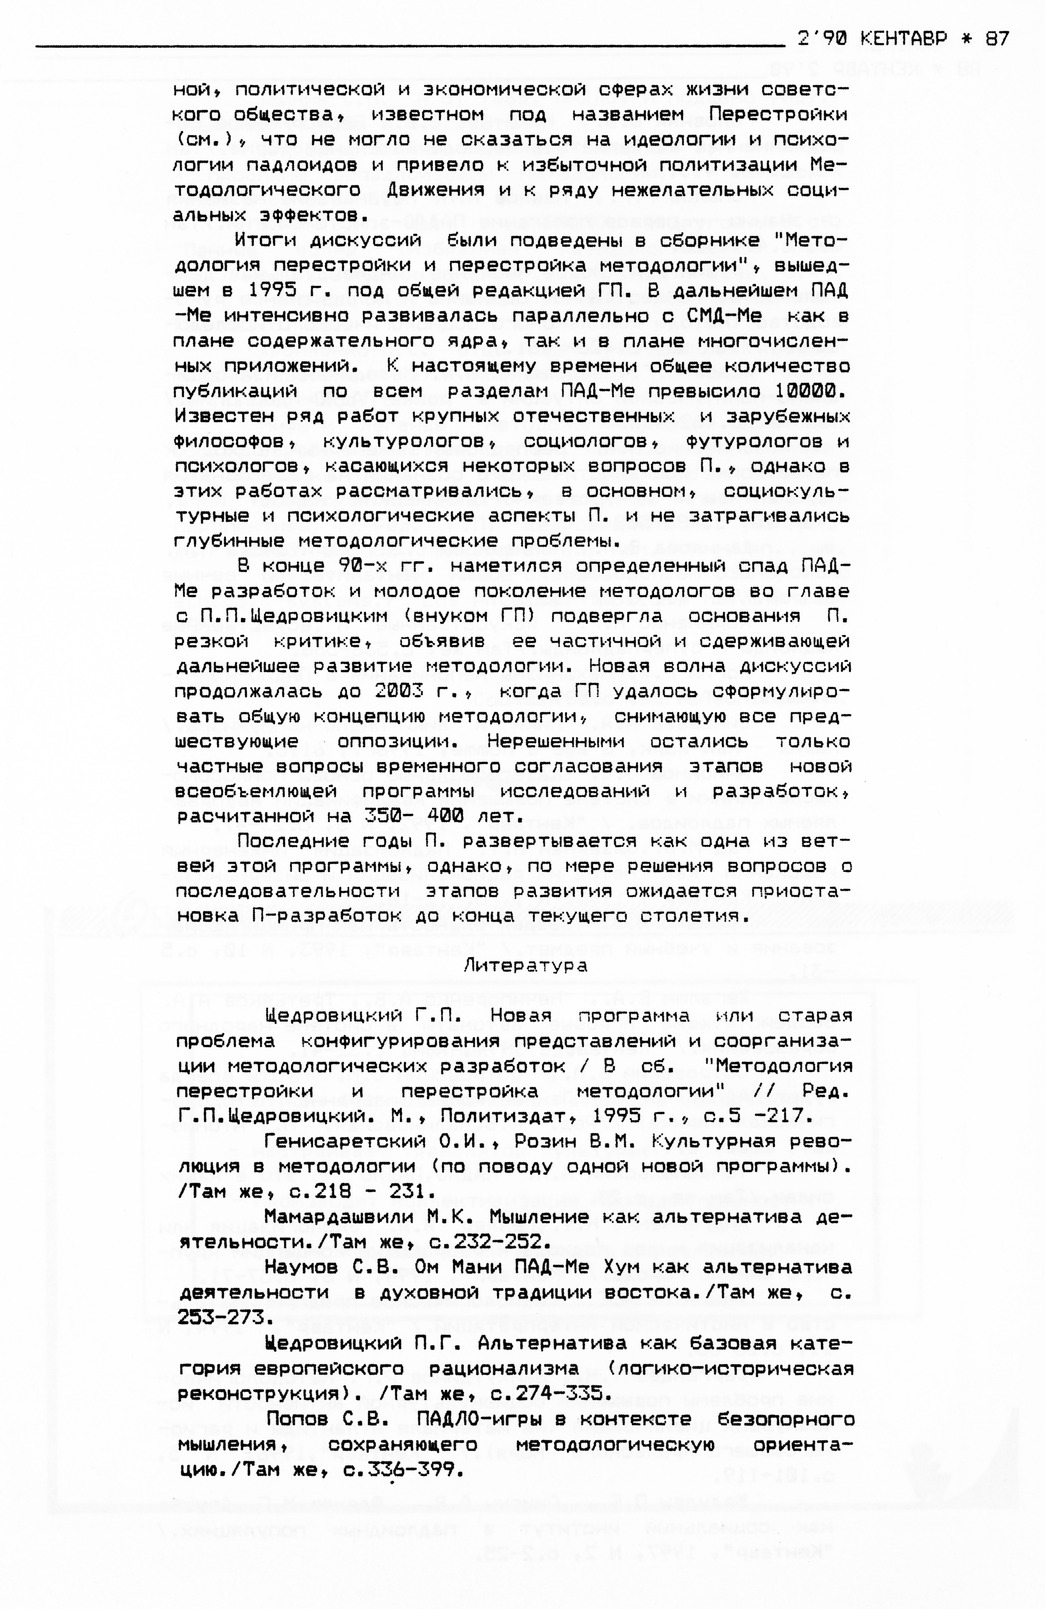 2'90 КЕНТАВР * 87
ной, политической и экономической сферах жизни советс-
кого общества, известном под названием Перестройки
(см.), что не могло не сказаться на идеологии и психо-
логии падлоидов и привело к избыточной политизации Ме-
тодологического Движения и к ряду нежелательных соци-
альных эффектов.
Итоги дискуссий были подведены в сборнике "Мето-
дология перестройки и перестройка методологии", вышед-
шем в 1995 г. под общей редакцией ГП. В дальнейшем ПАД
-Ме интенсивно развивалась параллельно с СМД-Ме как в
плане содержательного ядра, так и в плане многочислен-
ных приложений. К настоящему времени общее количество
публикаций по всем разделам ПАД-Ме превысило 10000.
Известен ряд работ крупных отечественных и зарубежных
философов, культурологов, социологов, футурологов и
психологов, касающихся некоторых вопросов П., однако в
этих работах рассматривались, в основном, социокуль-
турные и психологические аспекты П. и не затрагивались
глубинные методологические проблемы.
В конце 90-х гг. наметился определенный спад ПАД-
Ме разработок и молодое поколение методологов во главе
с П.П.Щедровицким (внуком ГП) подвергла основания П.
резкой критике, объявив ее частичной и сдерживающей
дальнейшее развитие методологии. Новая волна дискуссий
продолжалась до 2003 г., когда ГП удалось сформулиро-
вать общую концепцию методологии, снимающую все пред-
шествующие оппозиции. Нерешенными остались только
частные вопросы временного согласования этапов новой
всеобъемлющей программы исследований и разработок,
расчитанной на 350- 400 лет.
Последние годы П. развертывается как одна из вет-
вей этой программы, однако, по мере решения вопросов о
последовательности этапов развития ожидается приоста-
новка П-разработок до конца текущего столетия.
Литература
Щедровицкий Г.П. Новая программа или старая
проблема конфигурирования представлений и соорганиза-
ции методологических разработок / В сб. "Методология
перестройки и перестройка методологии" // Ред.
Г.П.Щедровицкий. М., Политиздат, 1995 г., с.5 -217.
Генисаретский О.И., Розин В.М. Культурная рево-
люция в методологии (по поводу одной новой программы).
/Там же, с.218 - 231.
Мамардашвили М.К. Мышление как альтернатива де-
ятельности./Там же, с.232-252.
Наумов С.В. Ом Мани ПАД-Ме Хум как альтернатива
деятельности в духовной традиции востока./Там же, с.
253-273.
Щедровицкий П.Г. Альтернатива как базовая кате-
гория европейского рационализма (логико-историческая
реконструкция). /Там же, с.274-335.
Попов С.В. ПАДЛО-игры в контексте безопорного
мышления, сохраняющего методологическую ориента-
цию./Там же, с.336-399.